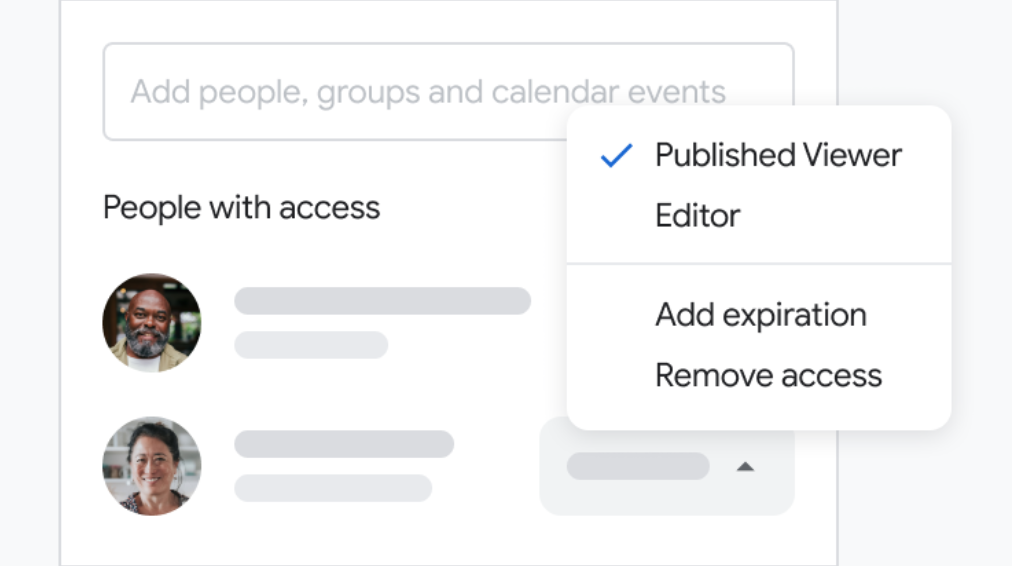 Add people, groups and calendar events
Published Viewer
Editor
People with access
Add expiration
Remove access